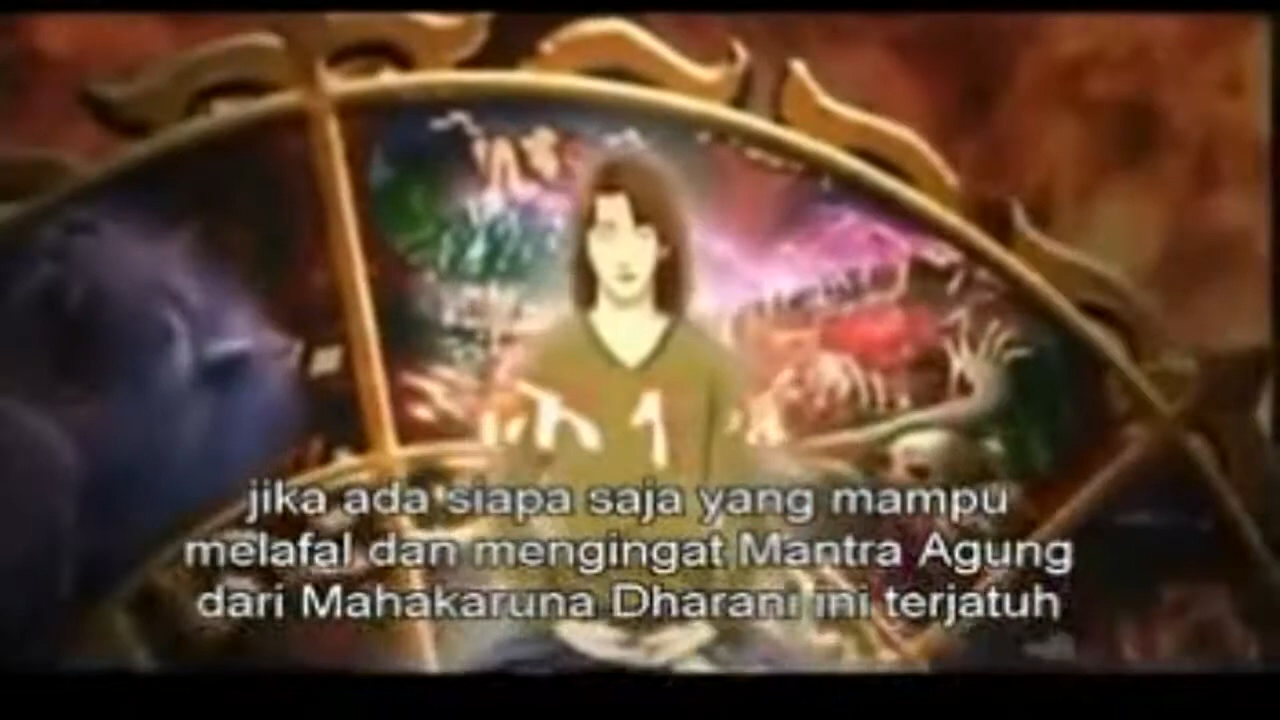 jika ada siapa saja yang mampu
melafal dan mengingat Mantra Agung
dari Mahakaruna Dharani ini terjatuh